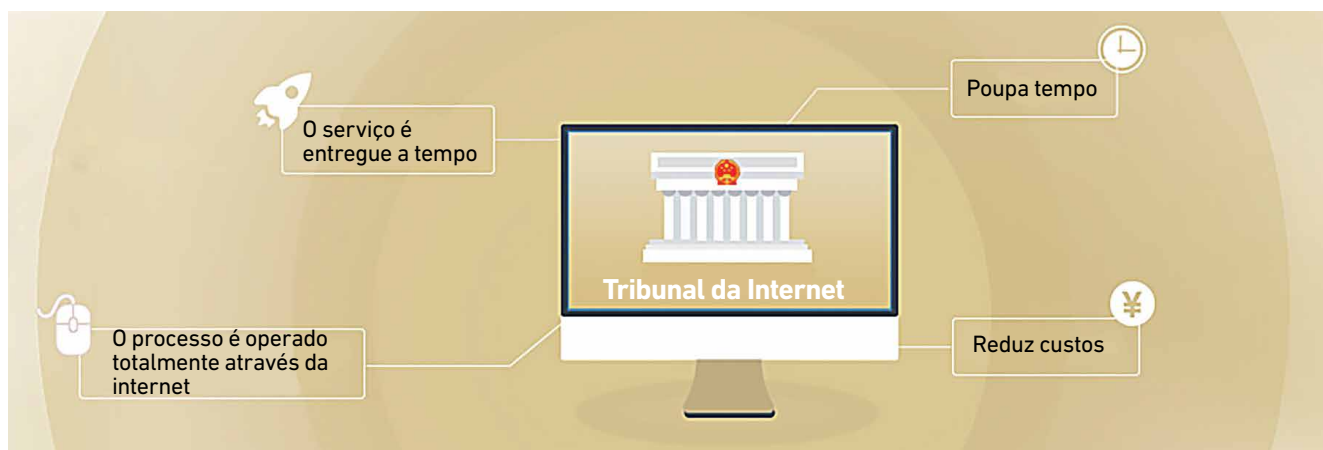 O serviço é
entregue a tempo
Poupa tempo
Tribunal da Internet
¥
O processo é operado
totalmente através da
internet
Reduz custos